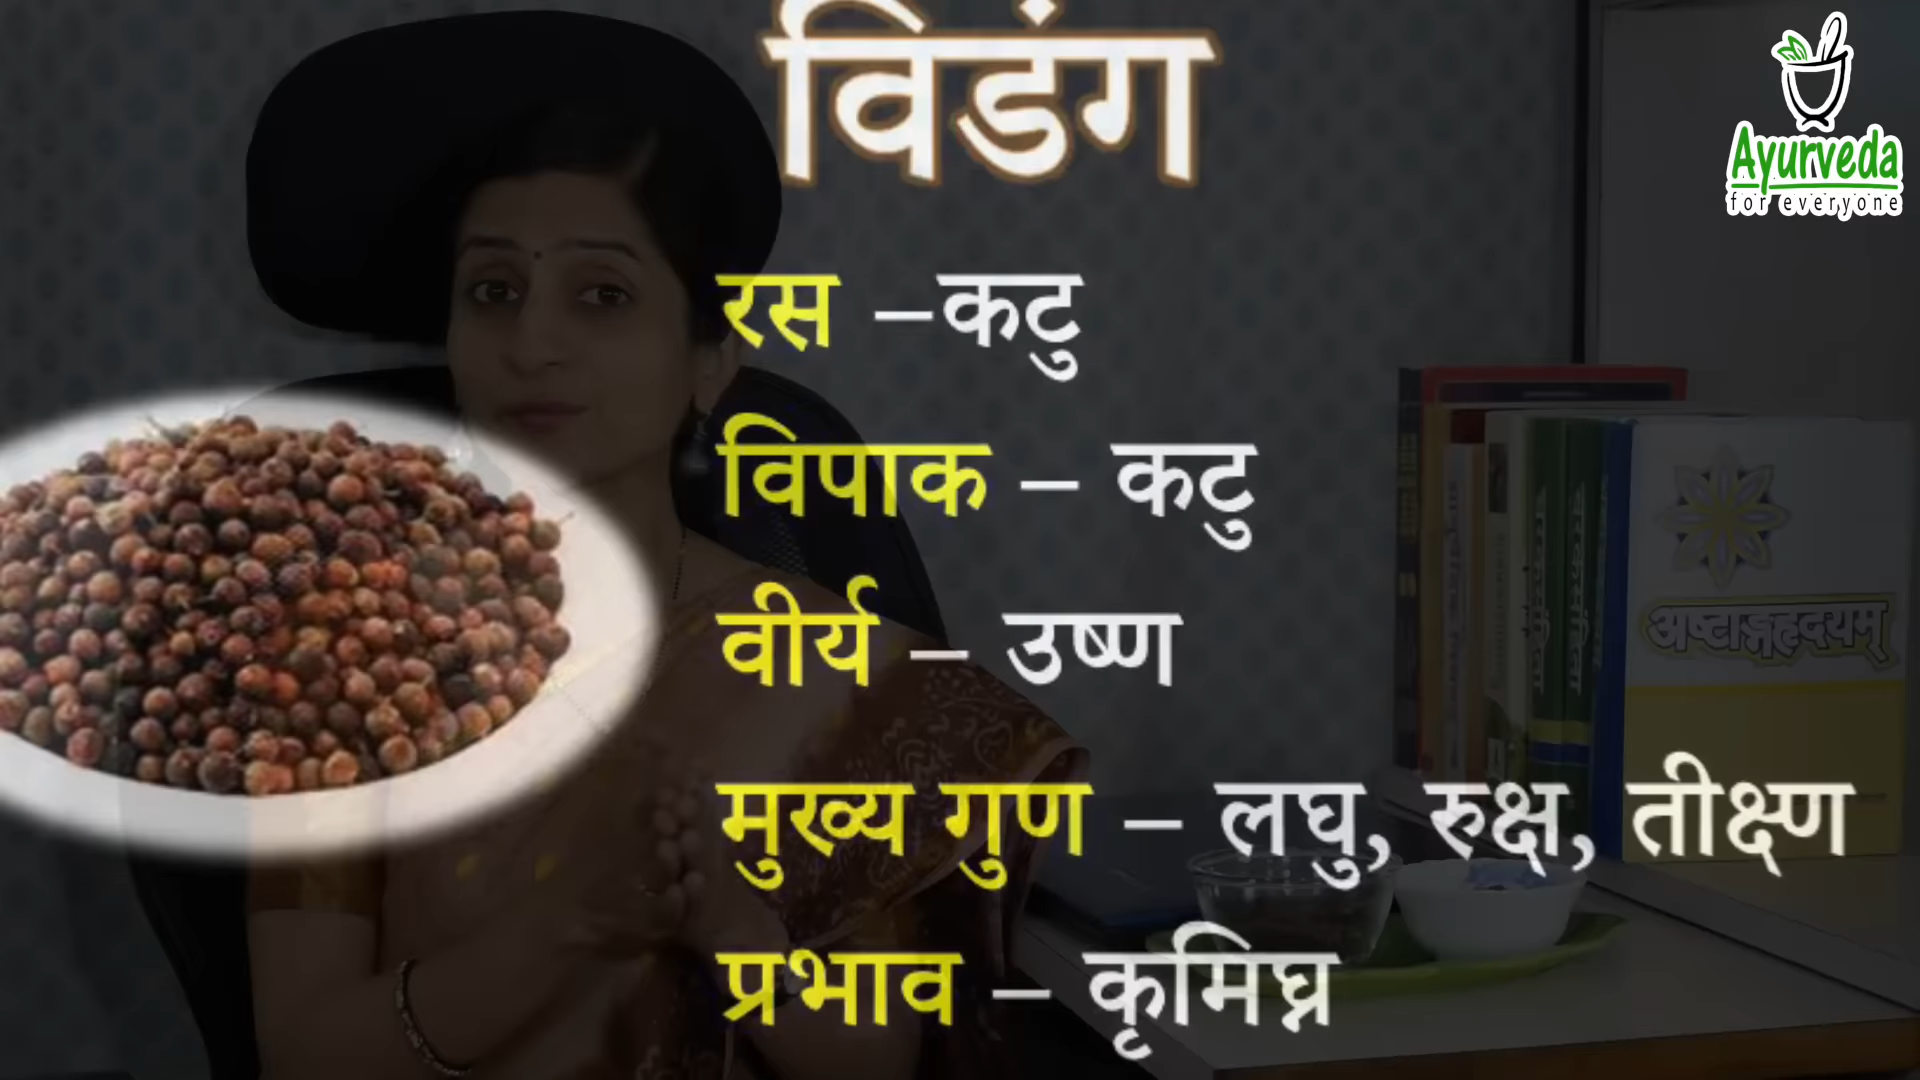 विडंग
Ayurveda
for everyone
रस –कटु
विपाक – कटु
वीर्य – उष्ण
मुख्य गुण – लघु, रुक्ष, तीक्ष्ण
प्रभाव – कृमिघ्न
अष्टाङ्गहृदयम्